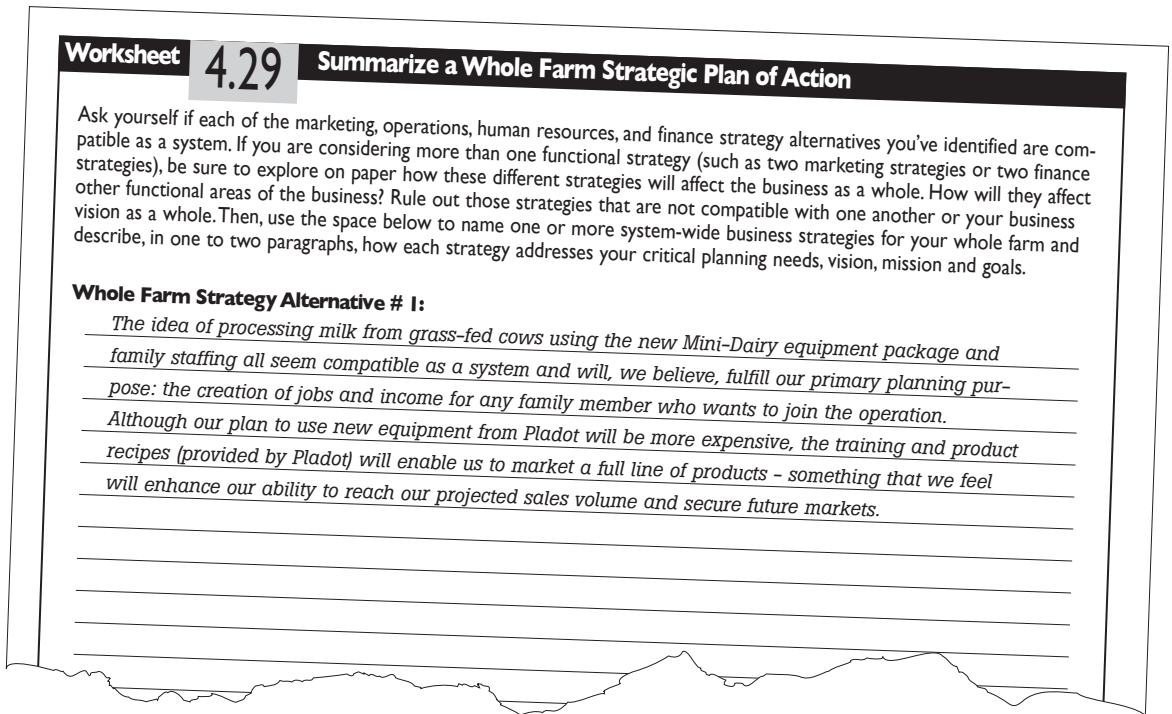 Worksheet 4.29 Summarize a Whole Farm Strategic Plan of Action
Ask yourself if each of the marketing, operations, human resources, and finance strategy alternatives you've identified are com-
patible as a system. If you are considering more than one functional strategy (such as two marketing strategies or two finance
strategies), be sure to explore on paper how these different strategies will affect the business as a whole. How will they affect
other functional areas of the business? Rule out those strategies that are not compatible with one another or your business
vision as a whole. Then, use the space below to name one or more system-wide business strategies for your whole farm and
describe, in one to two paragraphs, how each strategy addresses your critical planning needs, vision, mission and goals.
Whole Farm Strategy Alternative # 1:
The idea of processing milk from grass-fed cows using the new Mini-Dairy equipment package and
family staffing all seem compatible as a system and will, we believe, fulfill our primary planning pur-
pose: the creation of jobs and income for any family member who wants to join the operation.
Although our plan to use new equipment from Pladot will be more expensive, the training and product
recipes (provided by Pladot) will enable us to market a full line of products – something that we feel
will enhance our ability to reach our projected sales volume and secure future markets.